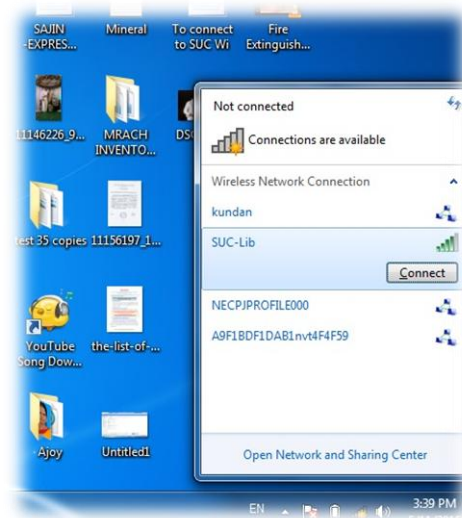 SAJIN
-EXPRES...
Mineral
To connect
to SUC Wi
Fire
Extinguish...
11146226_9...
MRACH
INVENTO...
DSC
test 35 copies
11156197_1...
YouTube
Song Dow...
the-list-of-...
Ajoy
Untitled1
Not connected
Connections are available
Wireless Network Connection
kundan
SUC-Lib
Connect
NECPJPROFILE000
A9F1BDF1DAB1nvt4F4F59
Open Network and Sharing Center
EN
3:39 PM